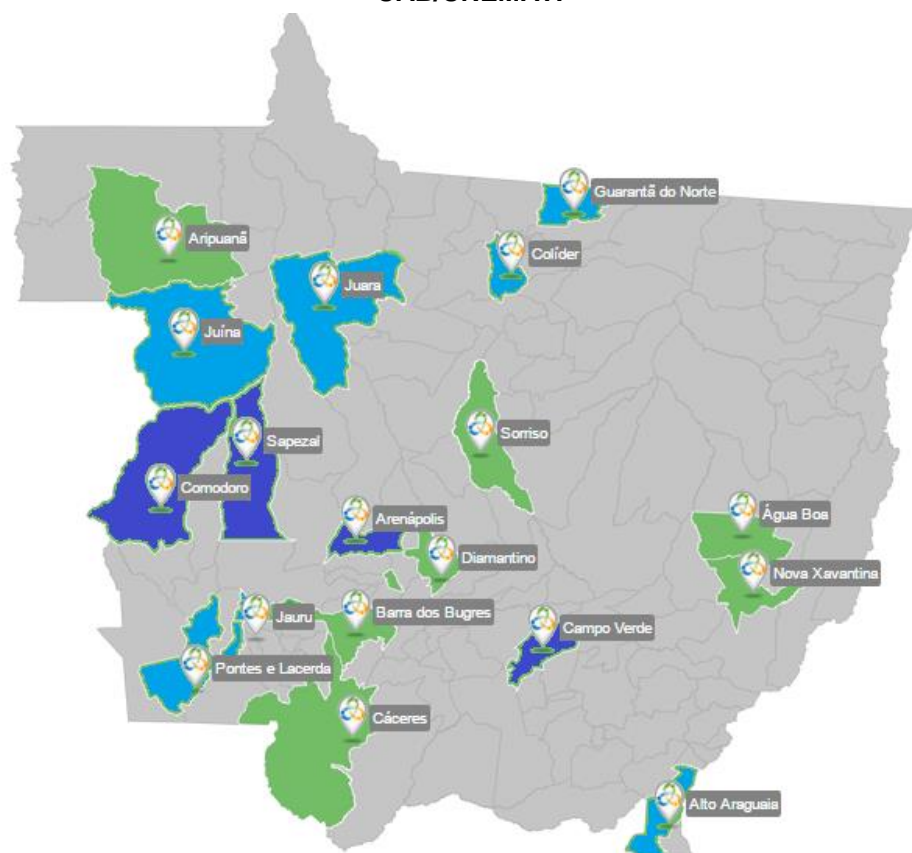 Guarantã do Norte
Aripuanã
Colíder
Juara
Juína
Sorriso
Sapezal
Comodoro
Arenápolis
Água Boa
Diamantino
Nova Xavantina
Jauru
Barra dos Bugres
Campo Verde
Pontes e Lacerda
Cáceres
Alto Araguaia